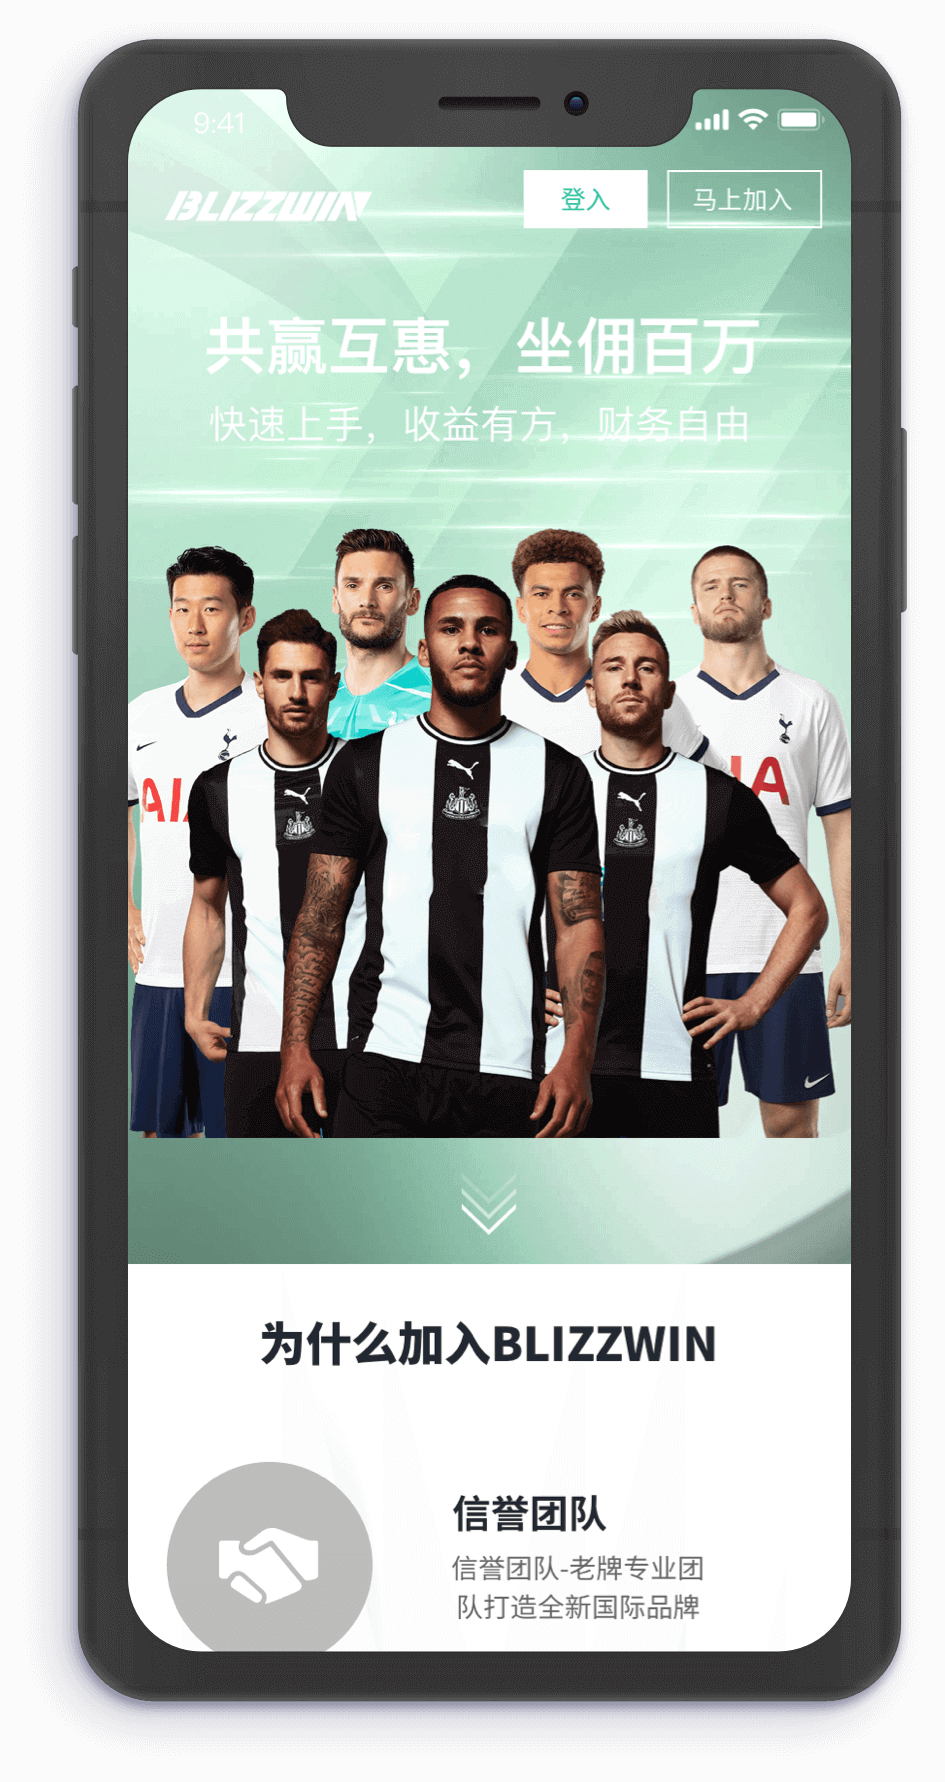 9:41
BLIZZWIN
登入
马上加入
共赢互惠，坐佣百万
快速上手，收益有方，财务自由
AIA
IA
为什么加入BLIZZWIN
信誉团队
信誉团队-老牌专业团
队打造全新国际品牌